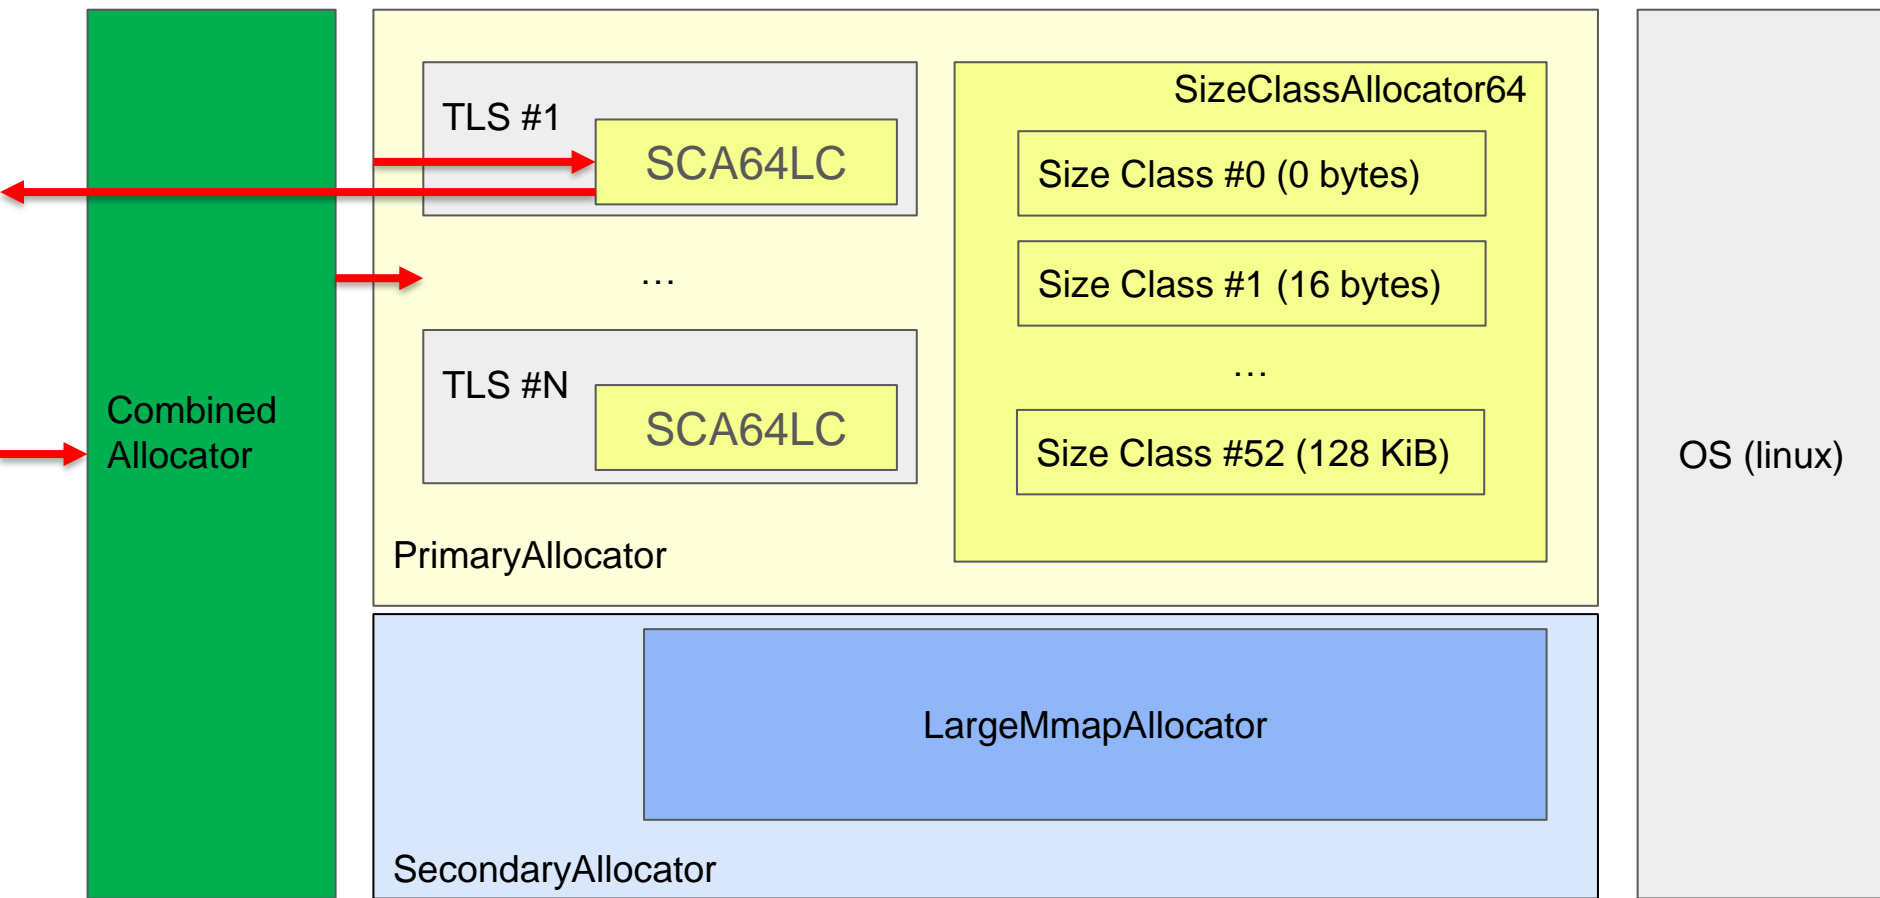 Combined
Allocator
TLS #1
SCA64LC
…
TLS #N
SCA64LC
PrimaryAllocator
SizeClassAllocator64
Size Class #0 (0 bytes)
Size Class #1 (16 bytes)
…
Size Class #52 (128 KiB)
LargeMmapAllocator
SecondaryAllocator
OS (linux)